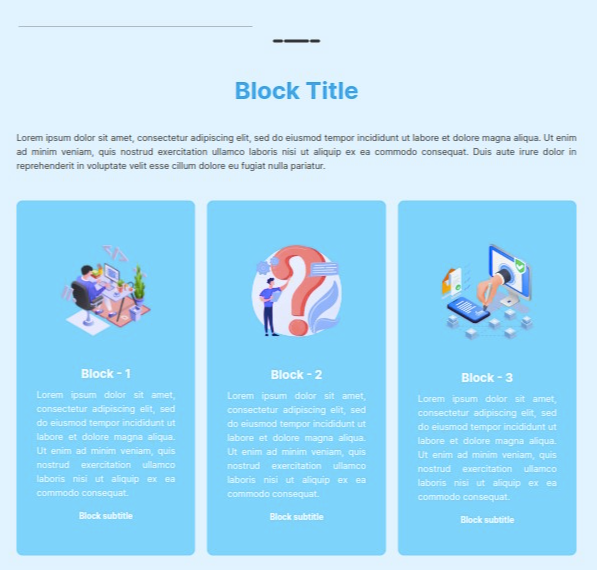 Block Title
Lorem ipsum dolor sit amet, consectetur adipiscing elit, sed do eiusmod tempor incididunt ut labore et dolore magna aliqua. Ut enim
ad minim veniam, quis nostrud exercitation ullamco laboris nisi ut aliquip ex ea commodo consequat. Duis aute irure dolor in
reprehenderit in voluptate velit esse cillum dolore eu fugiat nulla pariatur.
Block - 1
Lorem ipsum dolor sit amet,
consectetur adipiscing elit, sed
do eiusmod tempor incididunt ut
labore et dolore magna aliqua.
Ut enim ad minim veniam, quis
nostrud exercitation ullamco
laboris nisi ut aliquip ex ea
commodo consequat.
Block subtitle
Block - 2
Lorem ipsum dolor sit amet,
consectetur adipiscing elit, sed
do eiusmod tempor incididunt ut
labore et dolore magna aliqua.
Ut enim ad minim veniam, quis
nostrud exercitation ullamco
laboris nisi ut aliquip ex ea
commodo consequat.
Block subtitle
Block - 3
Lorem ipsum dolor sit amet,
consectetur adipiscing elit, sed
do eiusmod tempor incididunt ut
labore et dolore magna aliqua.
Ut enim ad minim veniam, quis
nostrud exercitation ullamco
laboris nisi ut aliquip ex ea
commodo consequat.
Block subtitle